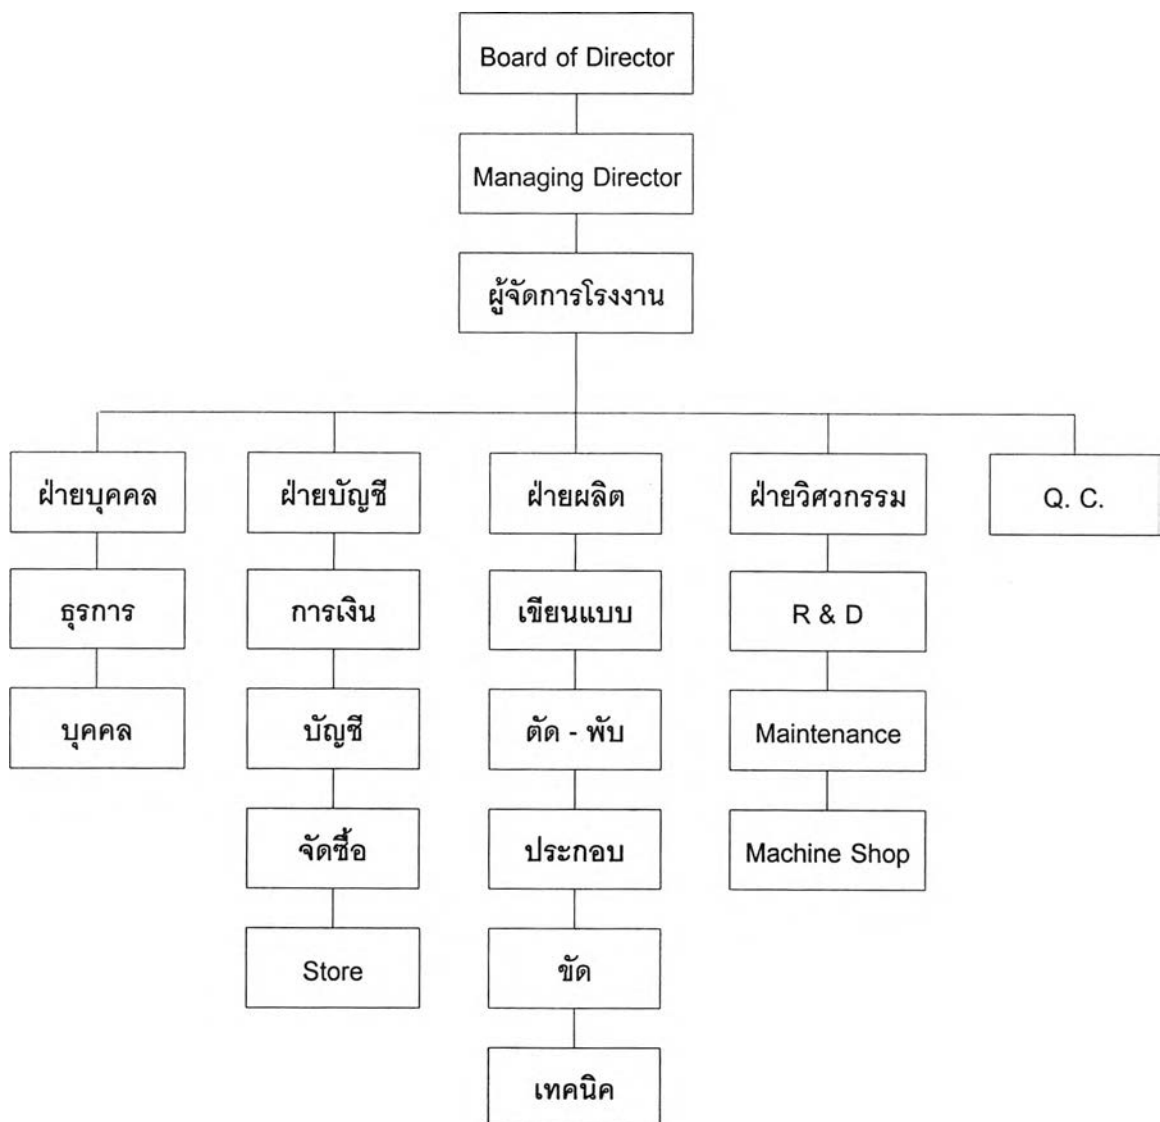 Board of Director
Managing Director
ผู้จัดการโรงงาน
ฝ่ายบุคคล
ฝ่ายบัญชี
ฝ่ายผลิต
ฝ่ายวิศวกรรม
Q. C.
ธุรการ
การเงิน
เขียนแบบ
R & D
บุคคล
บัญชี
ตัด - พับ
Maintenance
จัดซื้อ
ประกอบ
Machine Shop
Store
ขัด
เทคนิค